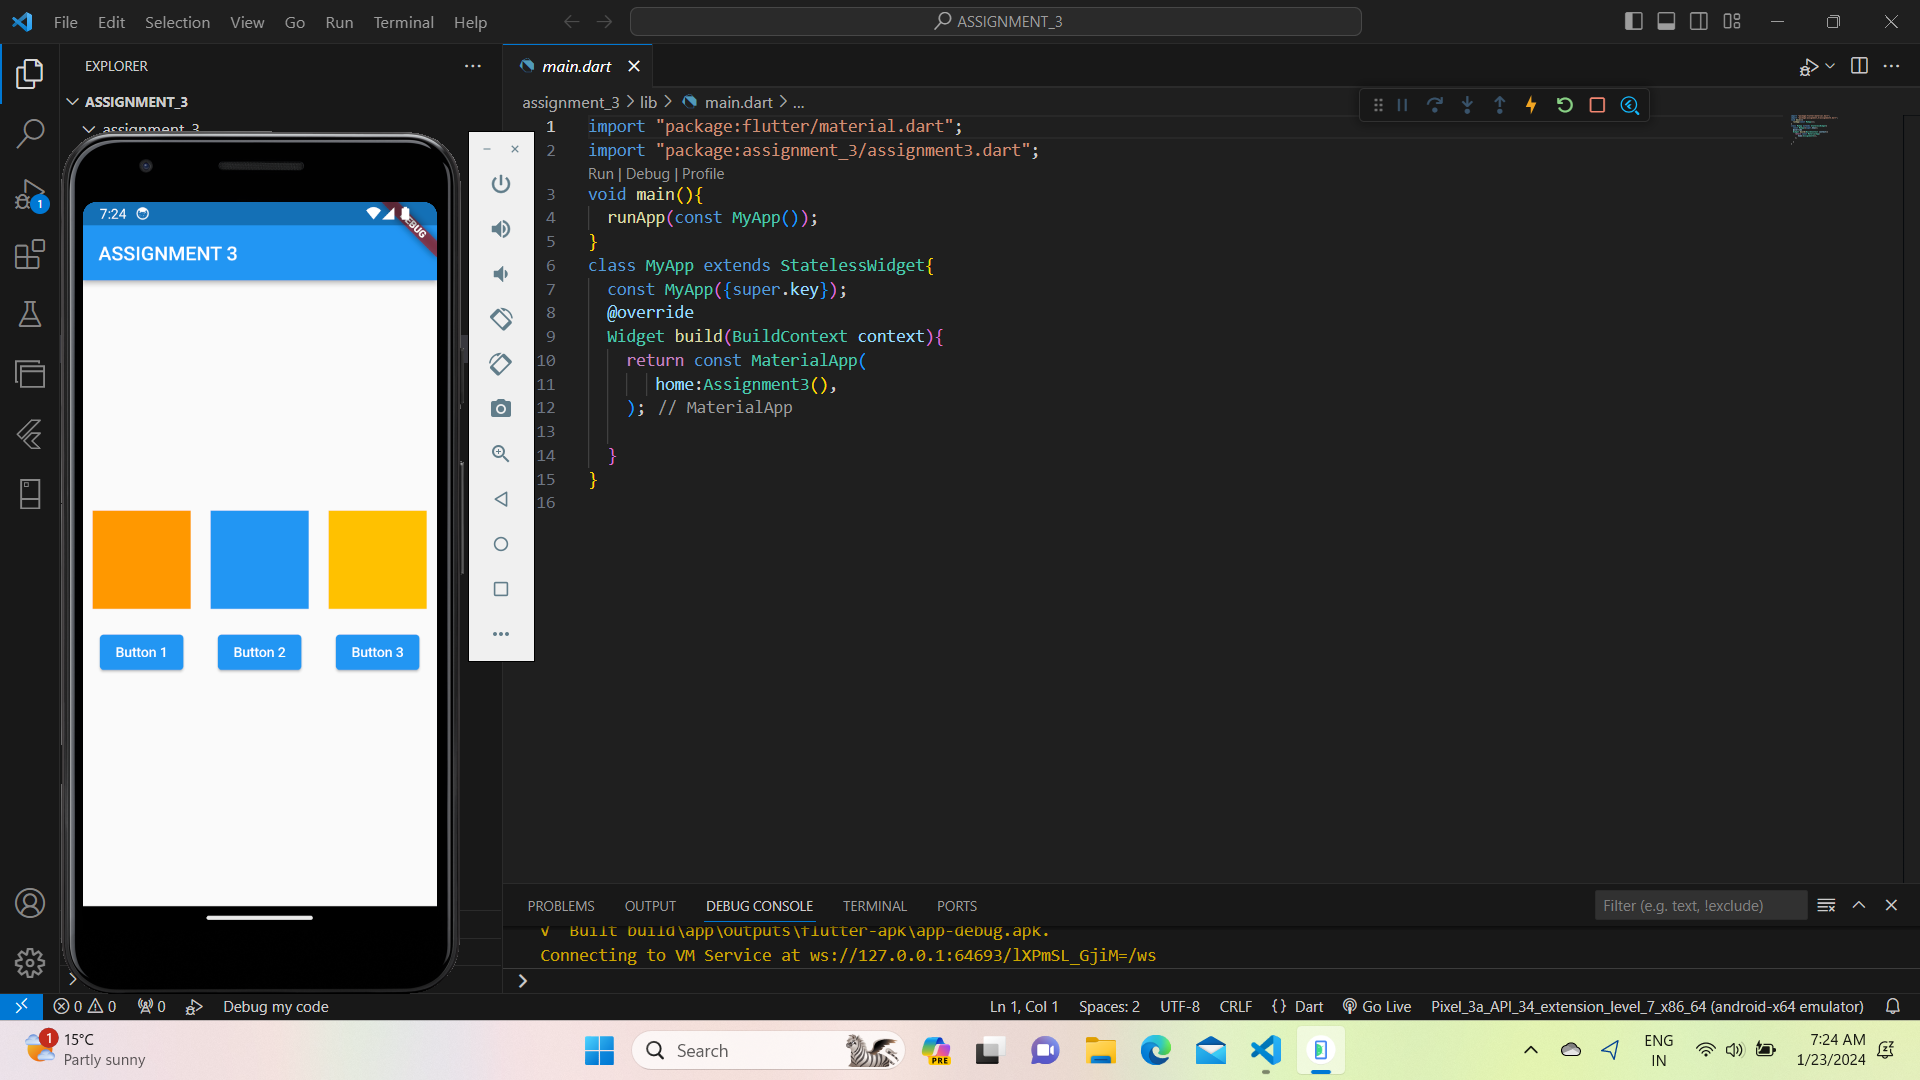 File Edit Selection View Go Run Terminal Help
ASSIGNMENT_3
EXPLORER
ASSIGNMENT_3
assignment_3
main.dart
assignment_3 > lib > main.dart > ...
1 import "package:flutter/material.dart";
2 import "package:assignment_3/assignment3.dart";
Run | Debug | Profile
3 void main(){
4 runApp(const MyApp());
5 }
6 class MyApp extends StatelessWidget{
7 const MyApp({super.key});
8 @override
9 Widget build(BuildContext context){
10 return const MaterialApp(
11 home:Assignment3(),
12 ); // MaterialApp
13
14 }
15 }
16
1
7:24
DEBUG
ASSIGNMENT 3
Button 1 Button 2 Button 3
PROBLEMS OUTPUT DEBUG CONSOLE TERMINAL PORTS
Filter (e.g. text, !exclude)
√ Built build\app\outputs\flutter-apk\app-debug.apk.
Connecting to VM Service at ws://127.0.0.1:64693/lXPmSL_GjiM=/ws
0 0 0 Debug my code
Ln 1, Col 1 Spaces: 2 UTF-8 CRLF {} Dart Go Live Pixel_3a_API_34_extension_level_7_x86_64 (android-x64 emulator)
1
15°C
Partly sunny
Search
PRE
ENG
IN
7:24 AM
1/23/2024